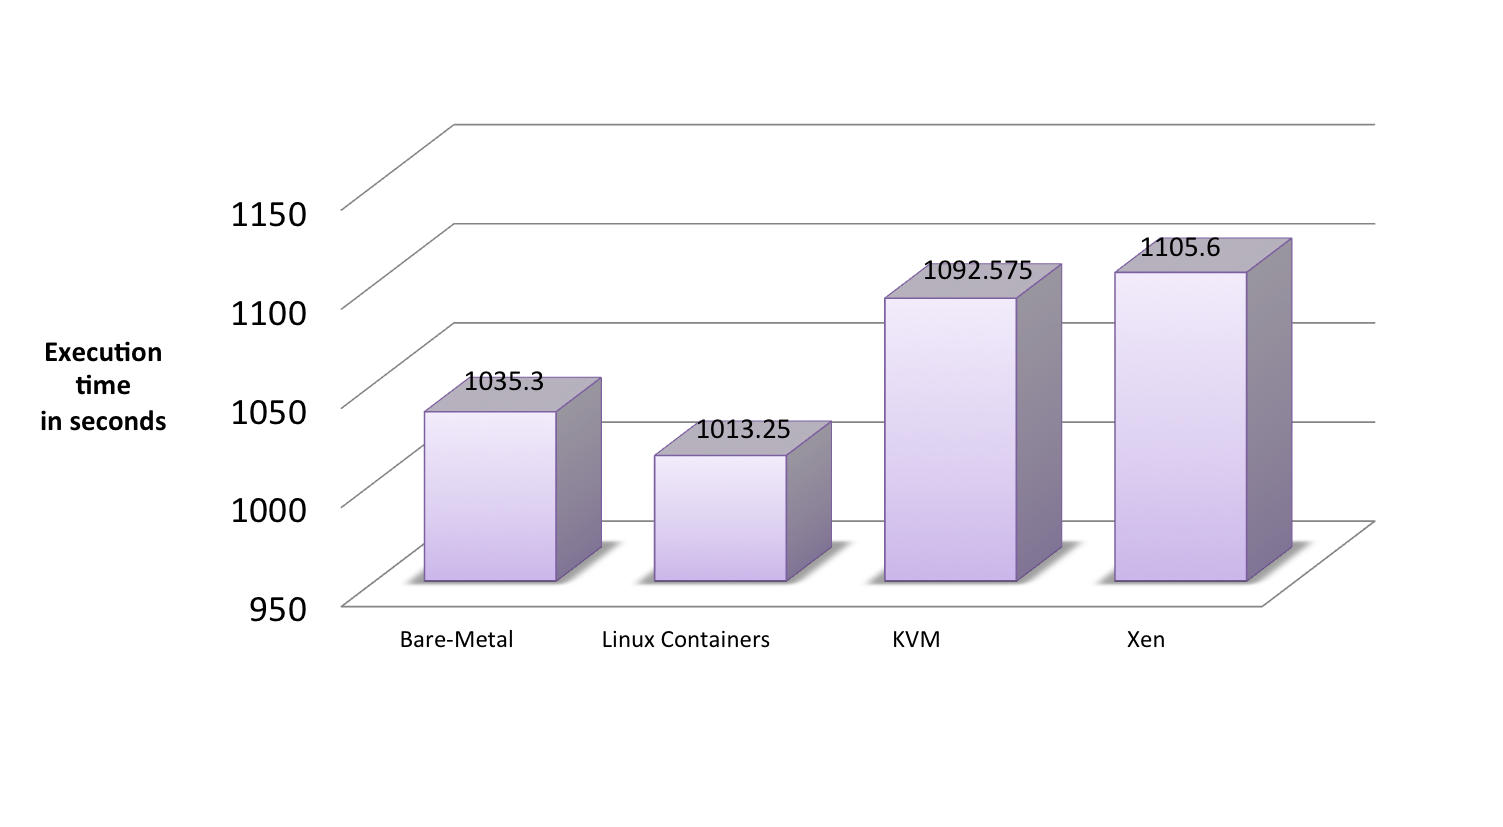 1150
1100
1050
1000
950
Execution
time
in seconds
1035.3
1013.25
1092.575
1105.6
Bare-Metal
Linux Containers
KVM
Xen